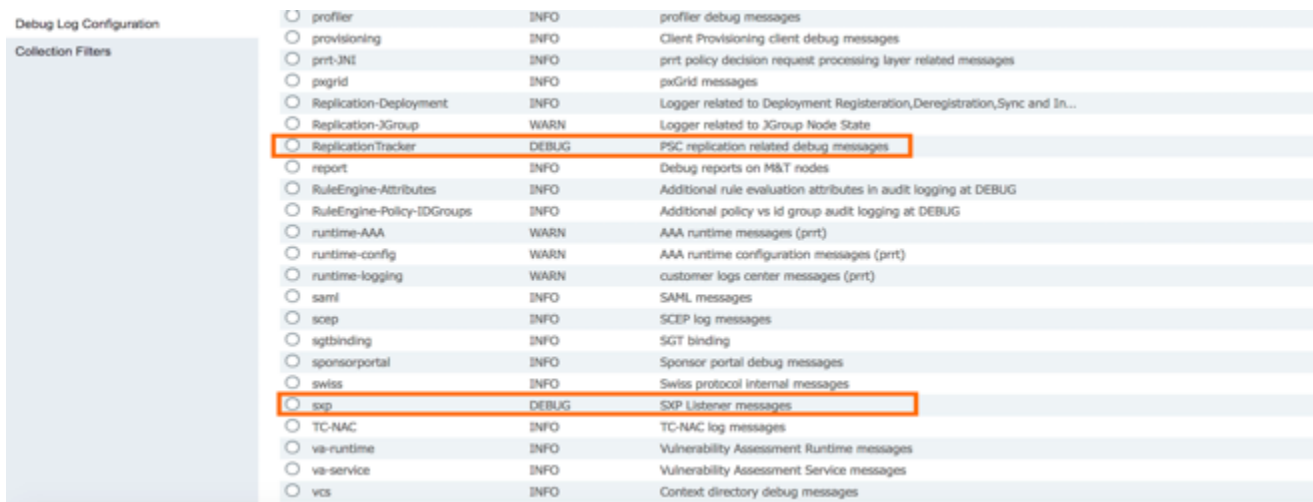 Debug Log Configuration
Collection Filters
profiler INFO profiler debug messages
provisioning INFO Client Provisioning client debug messages
prrt-JNI INFO prrt policy decision request processing layer related messages
pxgrid INFO pxGrid messages
Replication-Deployment INFO Logger related to Deployment Registeration,Deregistration,Sync and In...
Replication-JGroup WARN Logger related to JGroup Node State
ReplicationTracker DEBUG PSC replication related debug messages
report INFO Debug reports on M&T nodes
RuleEngine-Attributes INFO Additional rule evaluation attributes in audit logging at DEBUG
RuleEngine-Policy-IDGroups INFO Additional policy vs id group audit logging at DEBUG
runtime-AAA WARN AAA runtime messages (prrt)
runtime-config WARN AAA runtime configuration messages (prrt)
runtime-logging WARN customer logs center messages (prrt)
saml INFO SAML messages
scep INFO SCEP log messages
sgtbinding INFO SGT binding
sponsorportal INFO Sponsor portal debug messages
swiss INFO Swiss protocol internal messages
sxp DEBUG SXP Listener messages
TC-NAC INFO TC-NAC log messages
va-runtime INFO Vulnerability Assessment Runtime messages
va-service INFO Vulnerability Assessment Service messages
vcs INFO Context directory debug messages